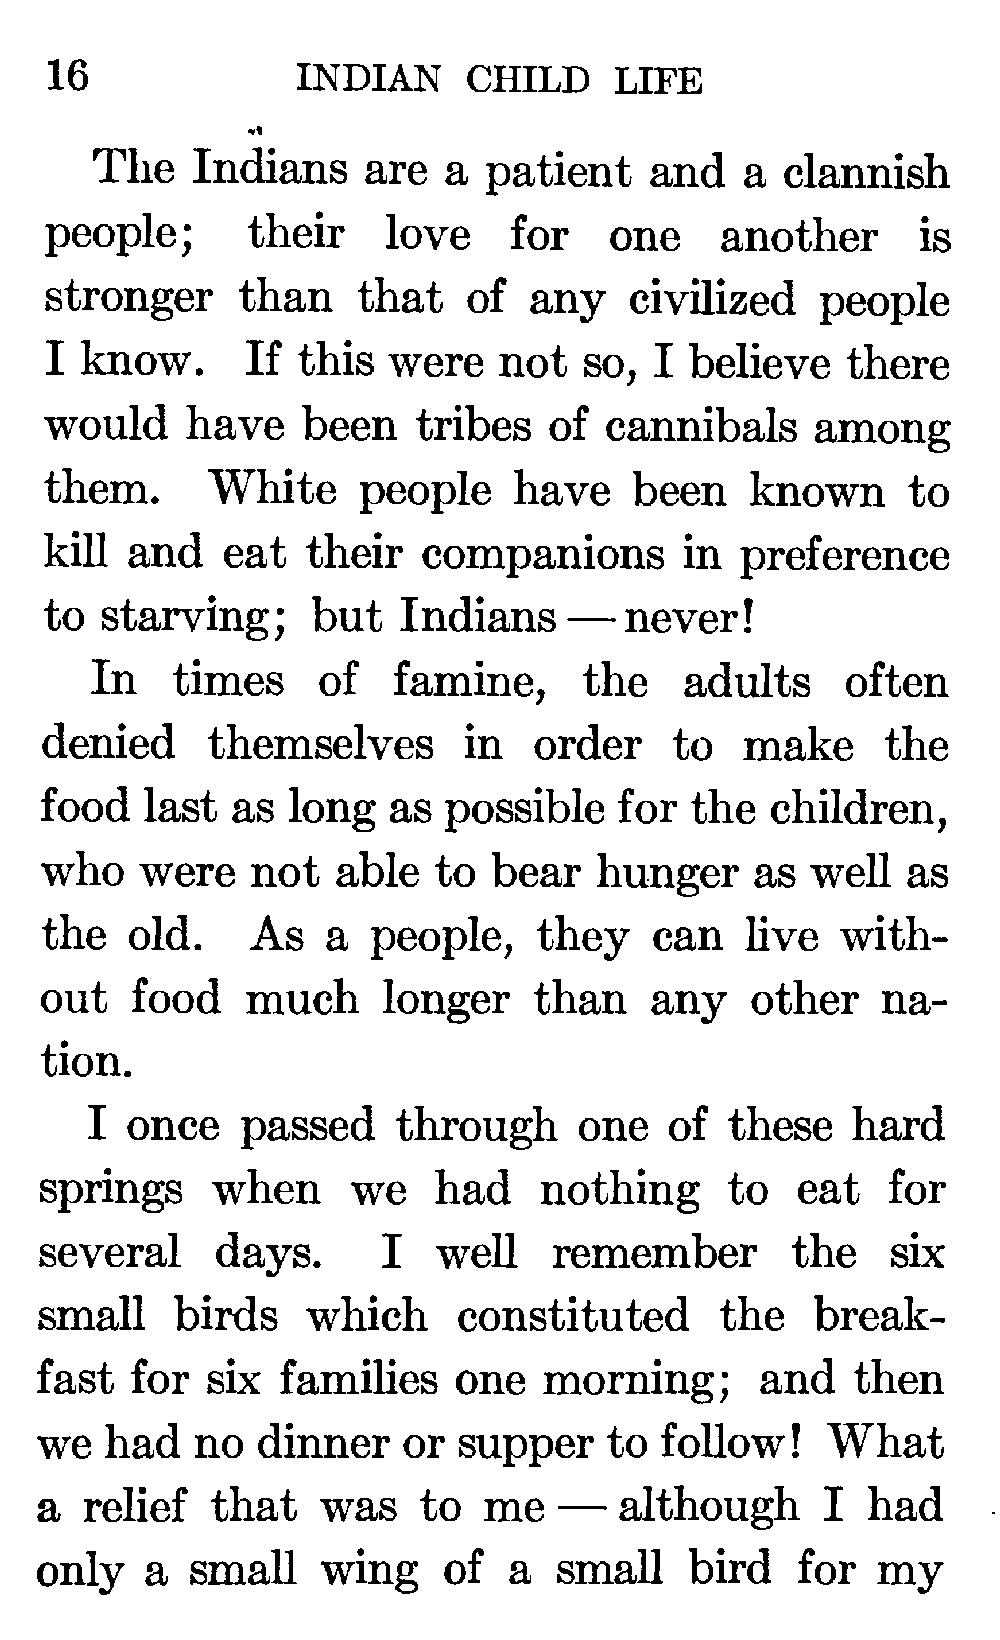 16 INDIAN CHILD LIFE
The Indians are a patient and a clannish
people; their love for one another is
stronger than that of any civilized people
I know. If this were not so, I believe there
would have been tribes of cannibals among
them. White people have been known to
kill and eat their companions in preference
to starving; but Indians — never!
In times of famine, the adults often
denied themselves in order to make the
food last as long as possible for the children,
who were not able to bear hunger as well as
the old. As a people, they can live with-
out food much longer than any other na-
tion.
I once passed through one of these hard
springs when we had nothing to eat for
several days. I well remember the six
small birds which constituted the break-
fast for six families one morning; and then
we had no dinner or supper to follow! What
a relief that was to me — although I had
only a small wing of a small bird for my